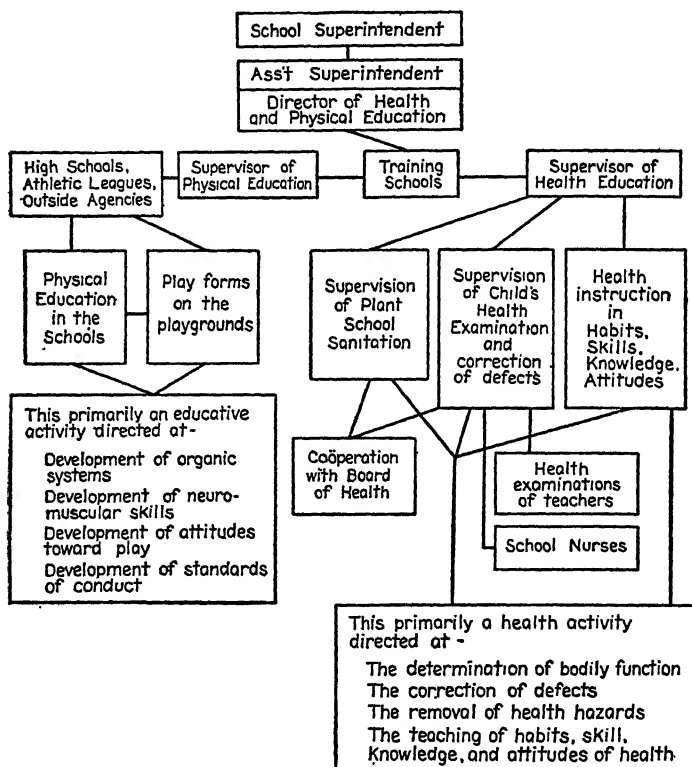 School Superintendent
Ass't Superintendent
Director of Health
and Physical Education
High Schools,
Athletic Leagues,
Outside Agencies
Supervisor of
Physical Education
Training
Schools
Supervisor of
Health Education
Physical
Education
in the
Schools
Play forms
on the
playgrounds
Supervision
of Plant
School
Sanitation
Supervision
of Child's
Health
Examination
and
correction
of defects
Health
instruction
in
Habits,
Skills,
Knowledge,
Attitudes
This primarily an educative
activity directed at-
Development of organic
systems
Development of neuro-
muscular skills
Development of attitudes
toward play
Development of standards
of conduct
Coöperation
with Board
of Health
Health
examinations
of teachers
School Nurses
This primarily a health activity
directed at -
The determination of bodily function
The correction of defects
The removal of health hazards
The teaching of habits, skill,
Knowledge, and attitudes of health